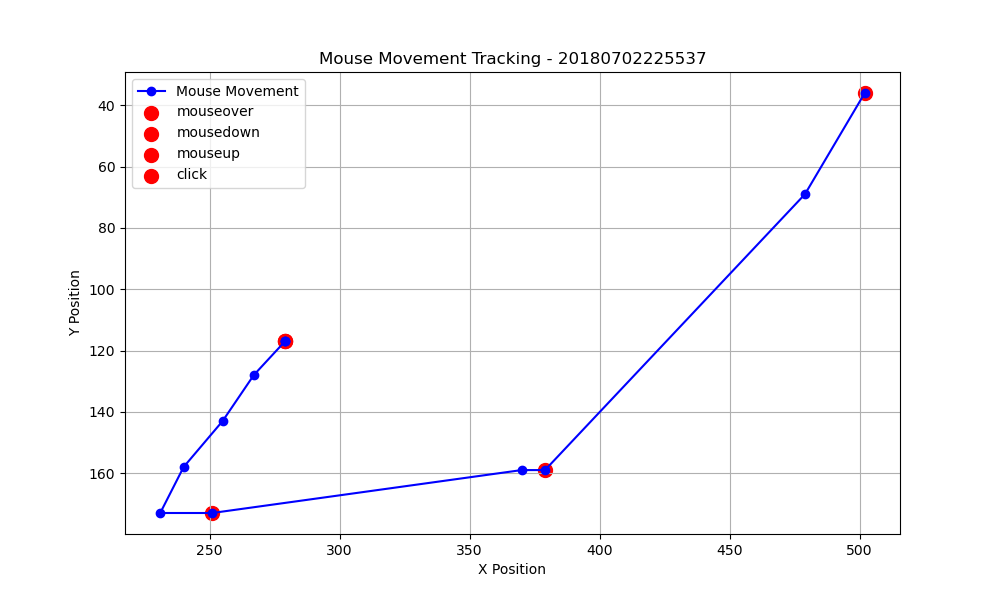 Mouse Movement Tracking - 20180702225537
Mouse Movement
mouseover
mousedown
mouseup
click
40
60
80
100
120
140
160
Y Position
250
300
350
400
450
500
X Position